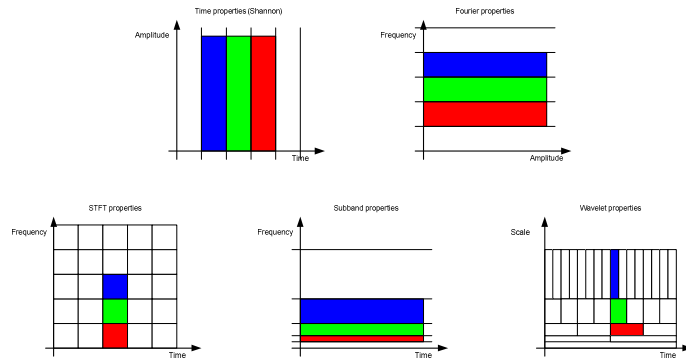 Time properties (Shannon)
Fourier properties
Amplitude
Frequency
Time
Amplitude
STFT properties
Subband properties
Wavelet properties
Frequency
Frequency
Scale
Time
Time
Time